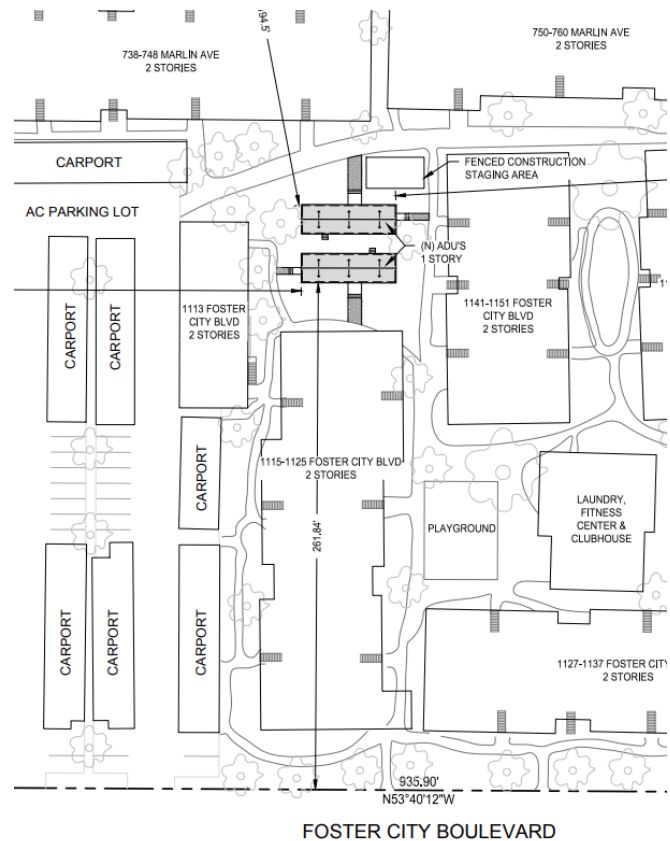 738-748 MARLIN AVE
2 STORIES
750-760 MARLIN AVE
2 STORIES
94.5'
CARPORT
FENCED CONSTRUCTION
STAGING AREA
AC PARKING LOT
(N) ADU'S
1 STORY
1113 FOSTER
CITY BLVD
2 STORIES
1141-1151 FOSTER
CITY BLVD
2 STORIES
CARPORT
CARPORT
1115-1125 FOSTER CITY BLVD
2 STORIES
CARPORT
261.84'
PLAYGROUND
LAUNDRY,
FITNESS
CENTER &
CLUBHOUSE
CARPORT
CARPORT
CARPORT
1127-1137 FOSTER CITY
2 STORIES
935.90'
N53°40'12"W
FOSTER CITY BOULEVARD